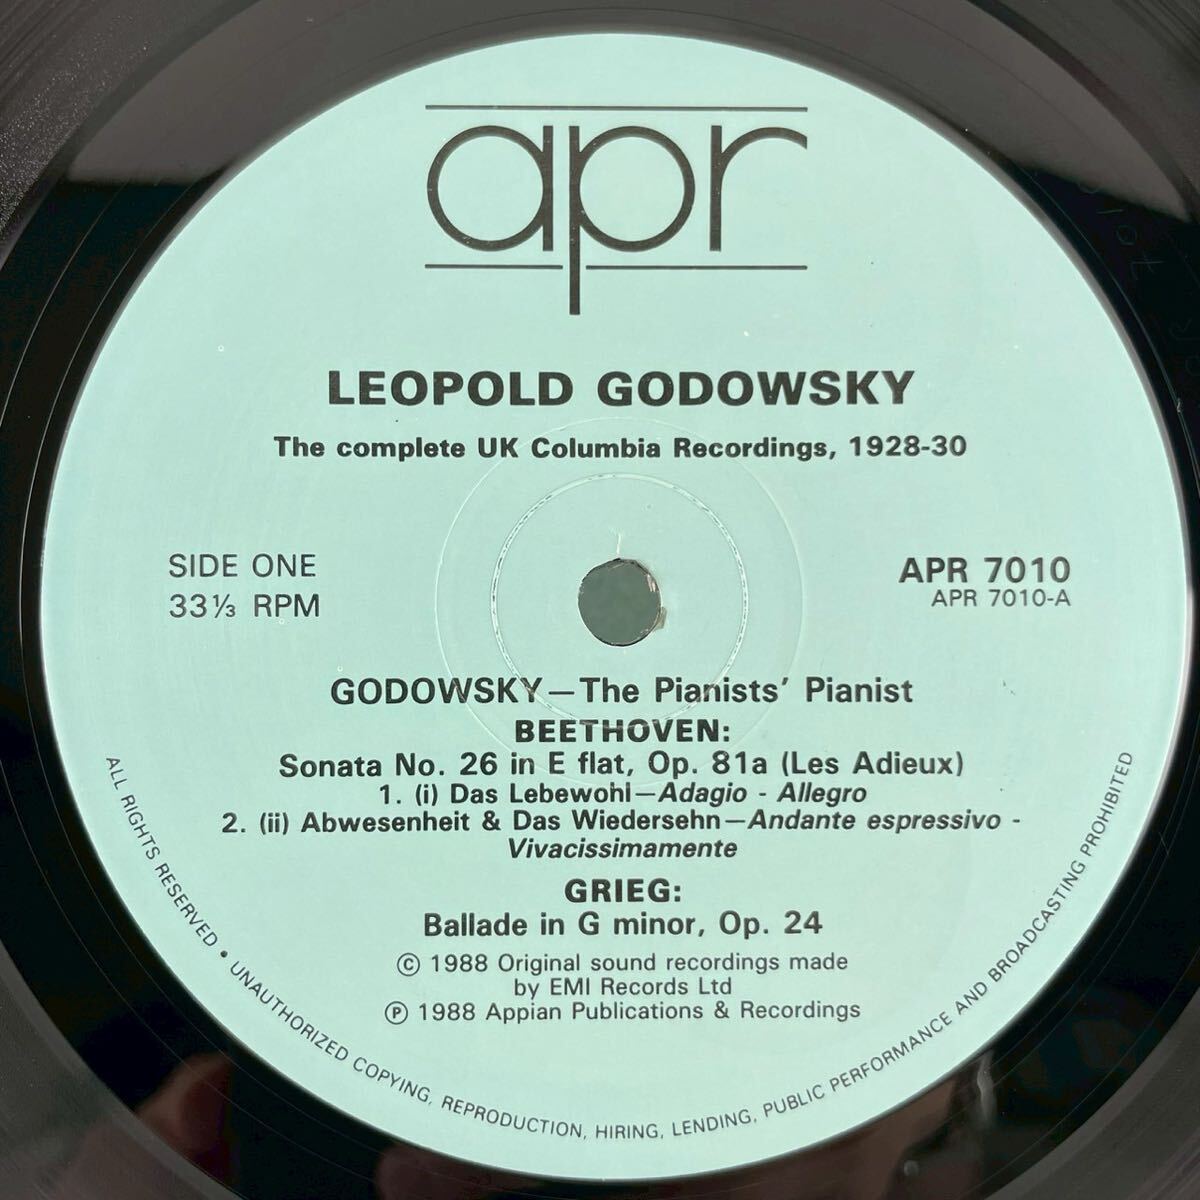 apr
LEOPOLD GODOWSKY
The complete UK Columbia Recordings, 1928-30
SIDE ONE
33⅓ RPM
APR 7010
APR 7010-A
GODOWSKY—The Pianists' Pianist
BEETHOVEN:
Sonata No. 26 in E flat, Op. 81a (Les Adieux)
1. (i) Das Lebewohl—Adagio - Allegro
2. (ii) Abwesenheit & Das Wiedersehn—Andante espressivo -
Vivacissimamente
GRIEG:
Ballade in G minor, Op. 24
© 1988 Original sound recordings made
by EMI Records Ltd
℗ 1988 Appian Publications & Recordings
ALL RIGHTS RESERVED • UNAUTHORIZED COPYING, REPRODUCTION, HIRING, LENDING, PUBLIC PERFORMANCE AND BROADCASTING PROHIBITED